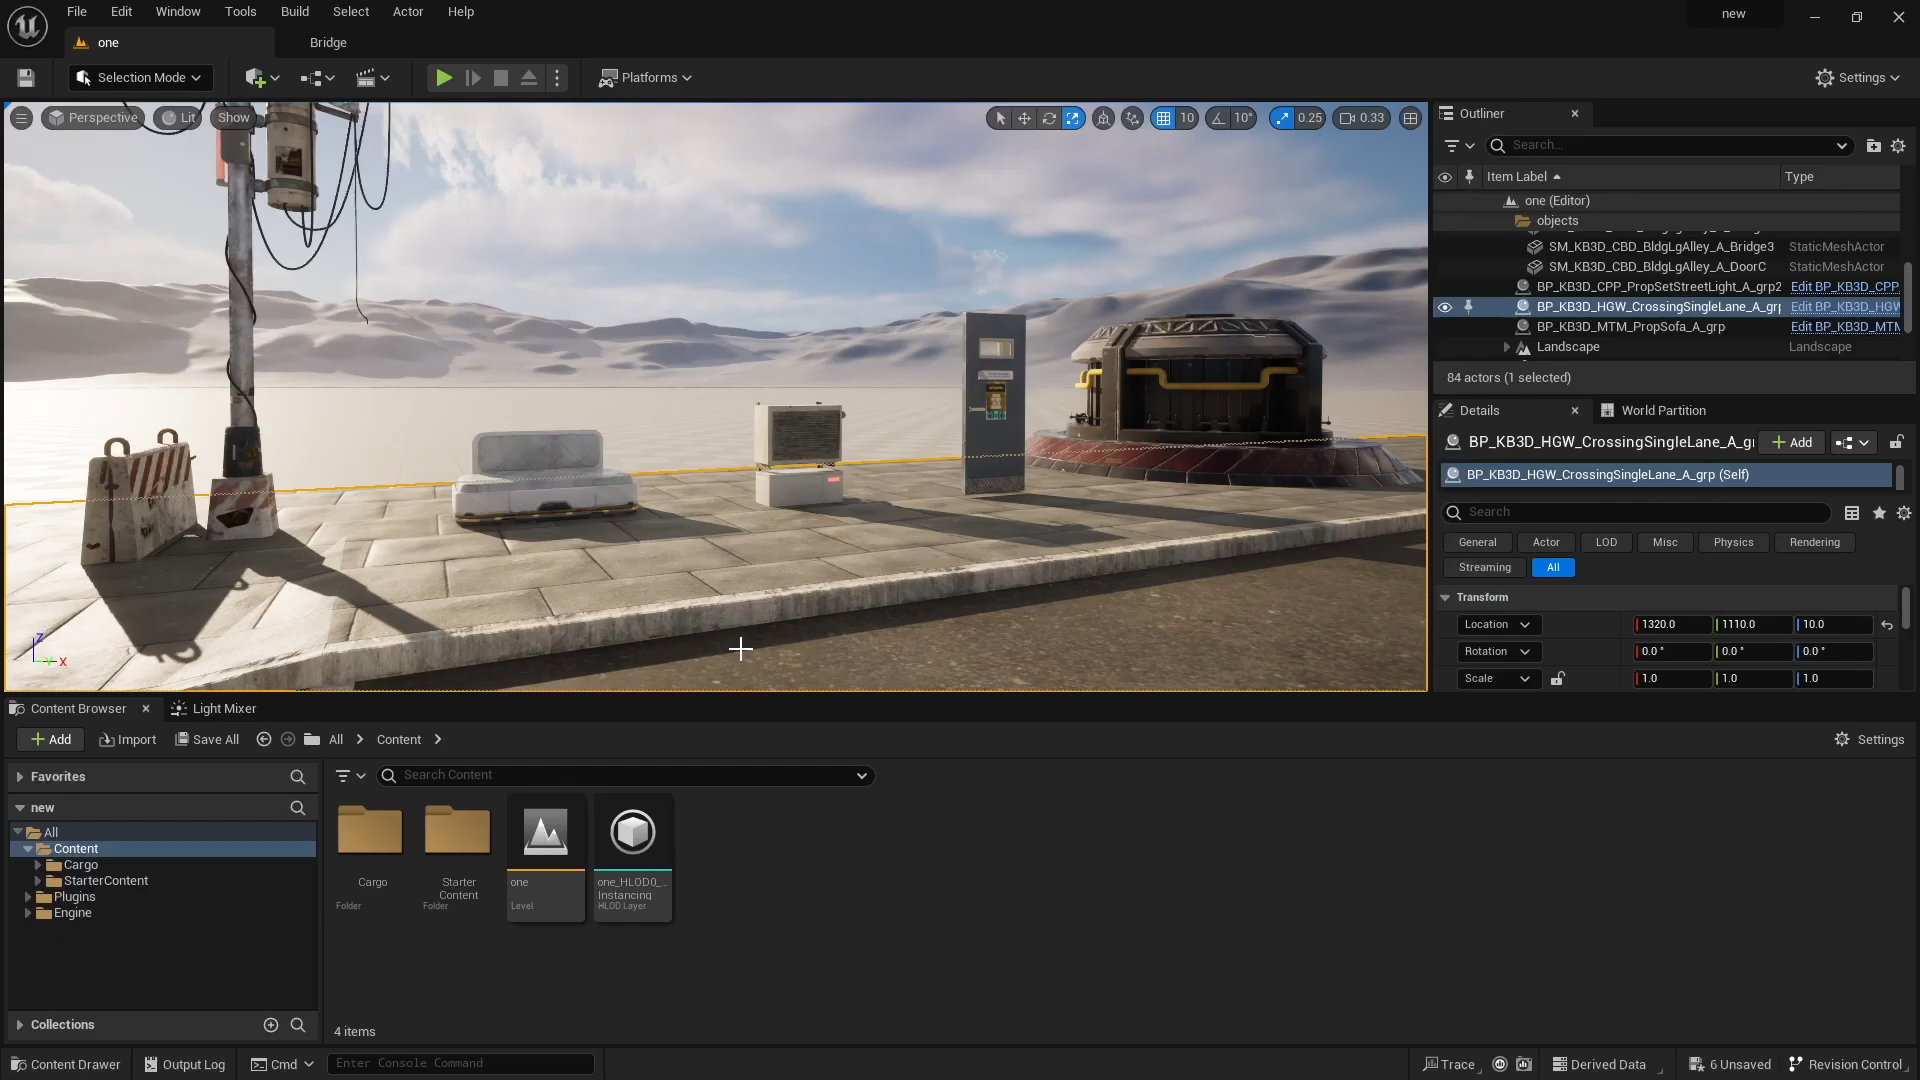 File Edit Window Tools Build Select Actor Help
new
one
Bridge
Selection Mode
Platforms
Settings
Perspective Lit Show
10 10° 0.25 0.33
Outliner
Search...
Item Label Type
one (Editor)
objects
SM_KB3D_CBD_BldgLgAlley_A_Bridge3 StaticMeshActor
SM_KB3D_CBD_BldgLgAlley_A_DoorC StaticMeshActor
BP_KB3D_CPP_PropSetStreetLight_A_grp2 Edit BP_KB3D_CPP
BP_KB3D_HGW_CrossingSingleLane_A_grp Edit BP_KB3D_HGW
BP_KB3D_MTM_PropSofa_A_grp Edit BP_KB3D_MTM
Landscape Landscape
84 actors (1 selected)
Details
World Partition
BP_KB3D_HGW_CrossingSingleLane_A_gr
Add
BP_KB3D_HGW_CrossingSingleLane_A_grp (Self)
Search
General Actor LOD Misc Physics Rendering
Streaming All
Transform
Location 1320.0 1110.0 10.0
Rotation 0.0 ° 0.0 ° 0.0 °
Scale 1.0 1.0 1.0
Z
X
Content Browser
Light Mixer
Add Import Save All All Content
Settings
Favorites
new
All
Content
Cargo
StarterContent
Plugins
Engine
Collections
Search Content
Cargo
Folder
Starter
Content
Folder
one
Level
one_HLOD0_...
Instancing
HLOD Layer
4 items
Content Drawer Output Log Cmd Enter Console Command
Trace Derived Data 6 Unsaved Revision Control